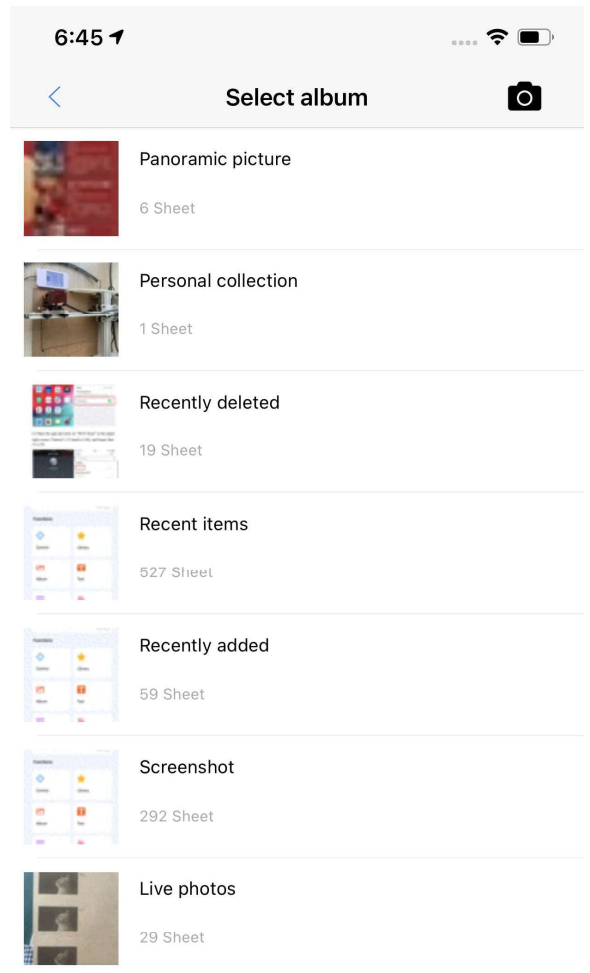 6:45
Select album
Panoramic picture
6 Sheet
Personal collection
1 Sheet
Recently deleted
19 Sheet
Recent items
527 Sheet
Recently added
59 Sheet
Screenshot
292 Sheet
Live photos
29 Sheet